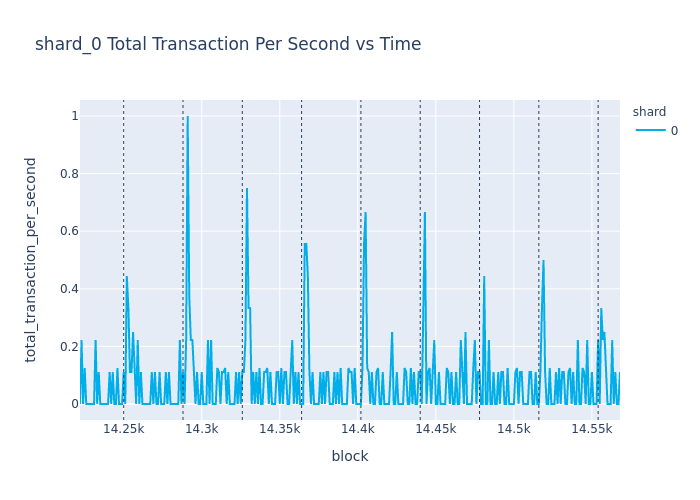 shard_0 Total Transaction Per Second vs Time
shard
0
total_transaction_per_second
1
0.8
0.6
0.4
0.2
0
14.25k
14.3k
14.35k
14.4k
14.45k
14.5k
14.55k
block